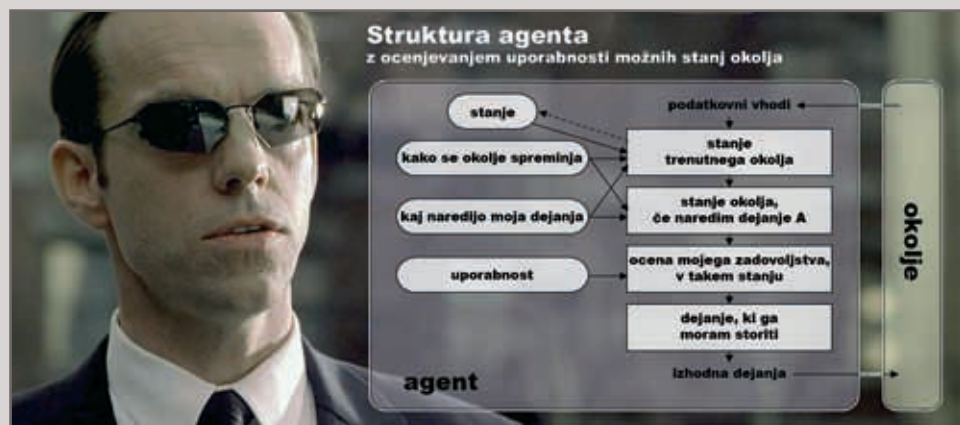 Struktura agenta
z ocenjevanjem uporabnosti možnih stanj okolja
stanje
kako se okolje spreminja
kaj naredijo moja dejanja
uporabnost
podatkovni vhodi
stanje
trenutnega okolja
stanje okolja,
če naredim dejanje A
ocena mojega zadovoljstva,
v takem stanju
dejanje, ki ga
moram storiti
izhodna dejanja
agent
okolje